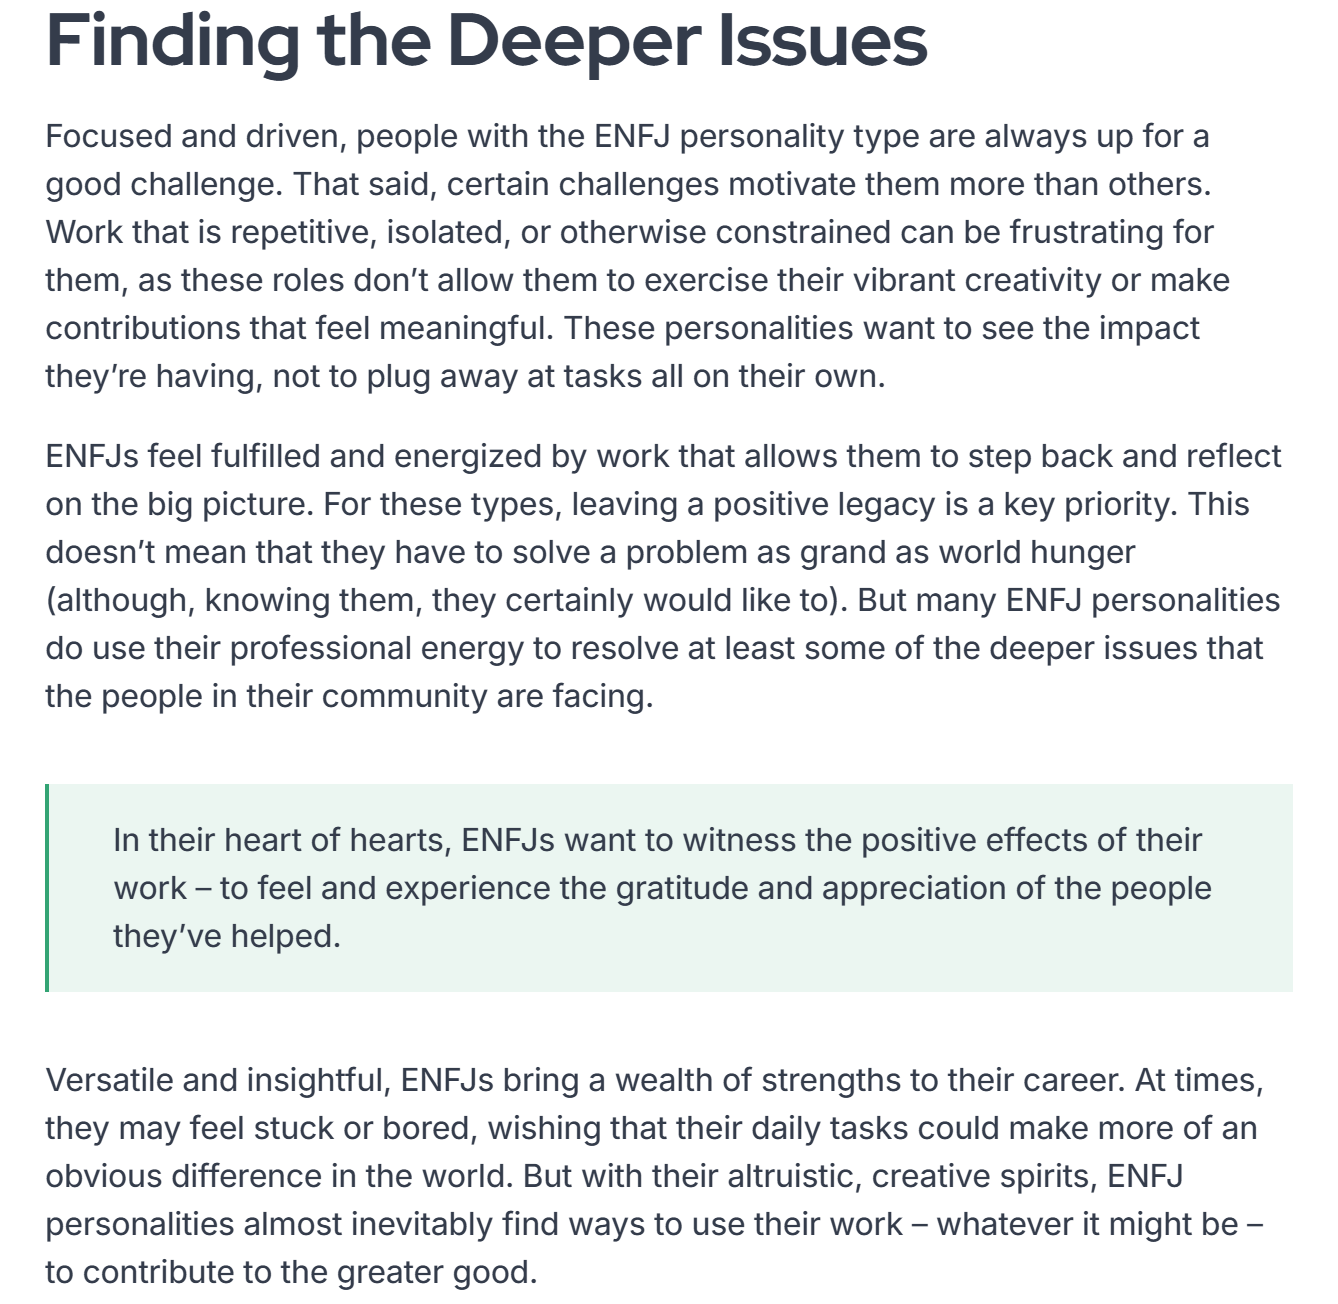 Finding the Deeper Issues
Focused and driven, people with the ENFJ personality type are always up for a
good challenge. That said, certain challenges motivate them more than others.
Work that is repetitive, isolated, or otherwise constrained can be frustrating for
them, as these roles don’t allow them to exercise their vibrant creativity or make
contributions that feel meaningful. These personalities want to see the impact
they’re having, not to plug away at tasks all on their own.
ENFJs feel fulfilled and energized by work that allows them to step back and reflect
on the big picture. For these types, leaving a positive legacy is a key priority. This
doesn’t mean that they have to solve a problem as grand as world hunger
(although, knowing them, they certainly would like to). But many ENFJ personalities
do use their professional energy to resolve at least some of the deeper issues that
the people in their community are facing.
In their heart of hearts, ENFJs want to witness the positive effects of their
work – to feel and experience the gratitude and appreciation of the people
they’ve helped.
Versatile and insightful, ENFJs bring a wealth of strengths to their career. At times,
they may feel stuck or bored, wishing that their daily tasks could make more of an
obvious difference in the world. But with their altruistic, creative spirits, ENFJ
personalities almost inevitably find ways to use their work – whatever it might be –
to contribute to the greater good.